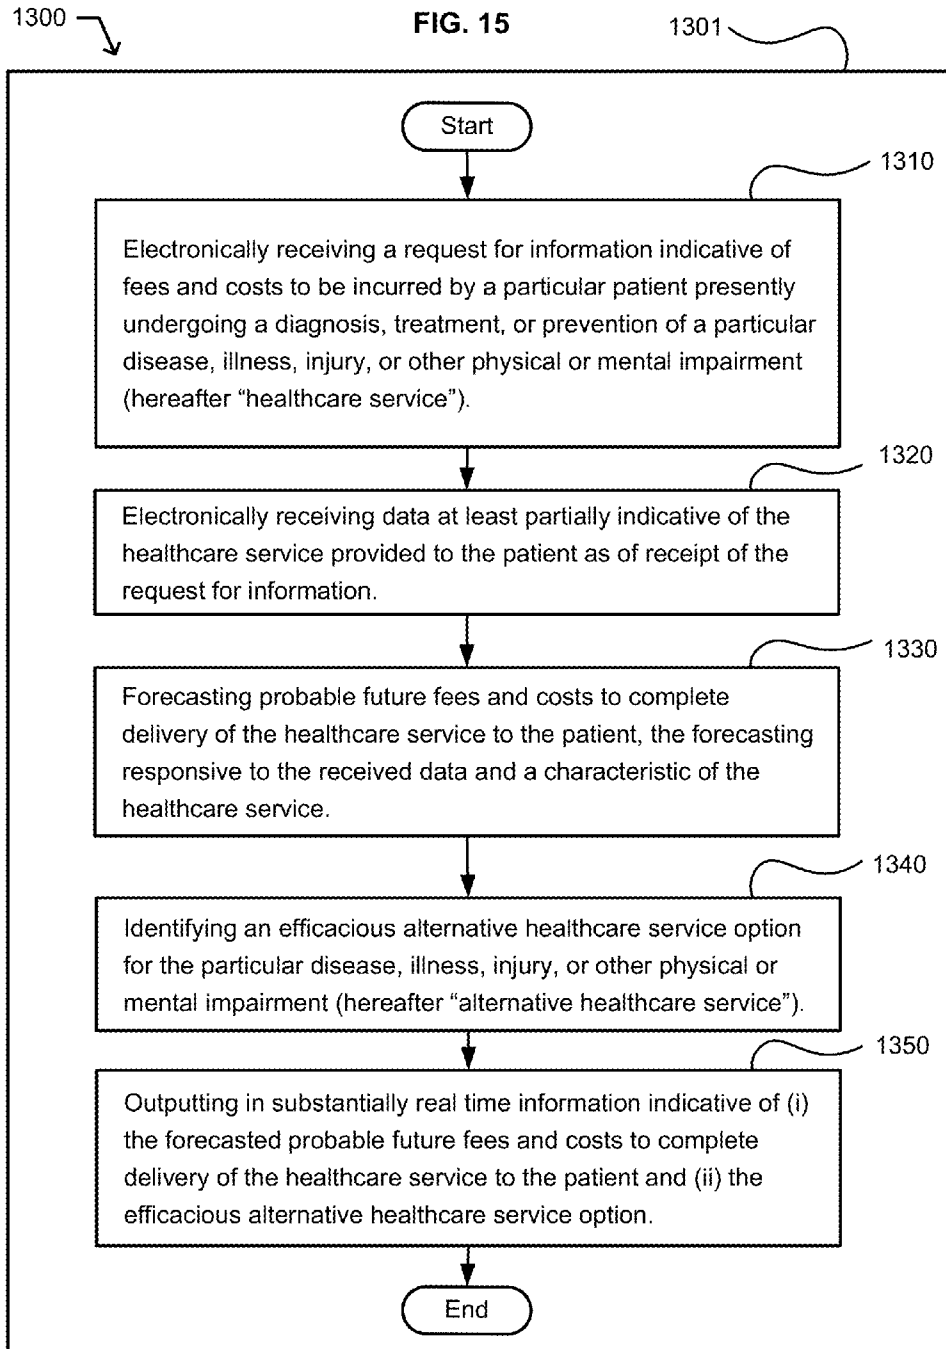 1300
FIG. 15
1301
Start
1310
Electronically receiving a request for information indicative of
fees and costs to be incurred by a particular patient presently
undergoing a diagnosis, treatment, or prevention of a particular
disease, illness, injury, or other physical or mental impairment
(hereafter “healthcare service”).
1320
Electronically receiving data at least partially indicative of the
healthcare service provided to the patient as of receipt of the
request for information.
1330
Forecasting probable future fees and costs to complete
delivery of the healthcare service to the patient, the forecasting
responsive to the received data and a characteristic of the
healthcare service.
1340
Identifying an efficacious alternative healthcare service option
for the particular disease, illness, injury, or other physical or
mental impairment (hereafter “alternative healthcare service”).
1350
Outputting in substantially real time information indicative of (i)
the forecasted probable future fees and costs to complete
delivery of the healthcare service to the patient and (ii) the
efficacious alternative healthcare service option.
End